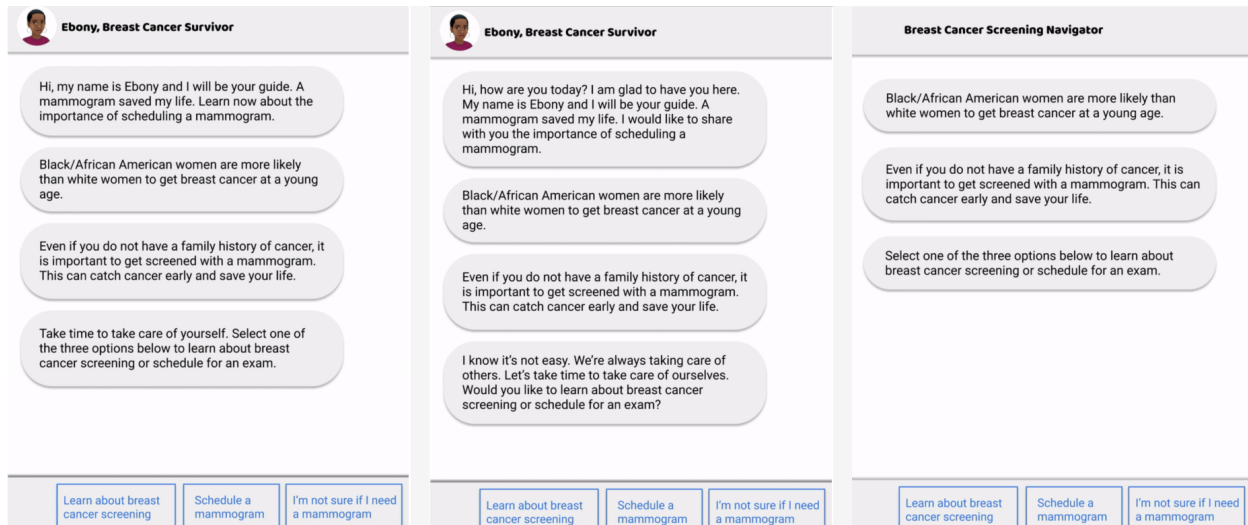 Ebony, Breast Cancer Survivor
Hi, my name is Ebony and I will be your guide. A
mammogram saved my life. Learn now about the
importance of scheduling a mammogram.
Black/African American women are more likely
than white women to get breast cancer at a young
age.
Even if you do not have a family history of cancer, it
is important to get screened with a mammogram.
This can catch cancer early and save your life.
Take time to take care of yourself. Select one of
the three options below to learn about breast
cancer screening or schedule for an exam.
Learn about breast
cancer screening
Schedule a
mammogram
I'm not sure if I need
a mammogram
Ebony, Breast Cancer Survivor
Hi, how are you today? I am glad to have you here.
My name is Ebony and I will be your guide. A
mammogram saved my life. I would like to share
with you the importance of scheduling a
mammogram.
Black/African American women are more likely
than white women to get breast cancer at a young
age.
Even if you do not have a family history of cancer, it
is important to get screened with a mammogram.
This can catch cancer early and save your life.
I know it's not easy. We're always taking care of
others. Let's take time to take care of ourselves.
Would you like to learn about breast cancer
screening or schedule for an exam?
Learn about breast
cancer screening
Schedule a
mammogram
I'm not sure if I need
a mammogram
Breast Cancer Screening Navigator
Black/African American women are more likely than
white women to get breast cancer at a young age.
Even if you do not have a family history of cancer, it is
important to get screened with a mammogram. This can
catch cancer early and save your life.
Select one of the three options below to learn about
breast cancer screening or schedule for an exam.
Learn about breast
cancer screening
Schedule a
mammogram
I'm not sure if I need
a mammogram